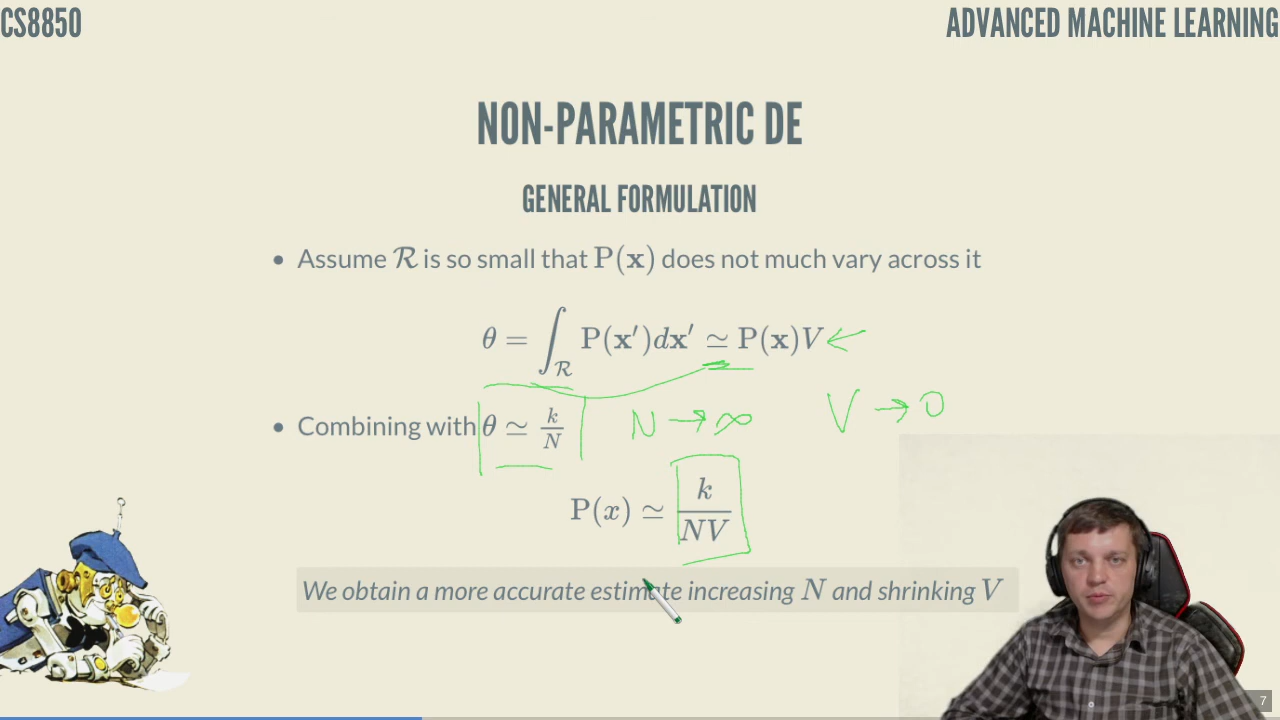 CS8850
ADVANCED MACHINE LEARNING
NON-PARAMETRIC DE
GENERAL FORMULATION
• Assume ℛ is so small that P(𝐱) does not much vary across it
θ = ∫_ℛ P(𝐱′)d𝐱′ ≃ P(𝐱)V ←
• Combining with θ ≃ k/N N → ∞ V → 0
P(x) ≃ k/NV
We obtain a more accurate estimate increasing N and shrinking V
7